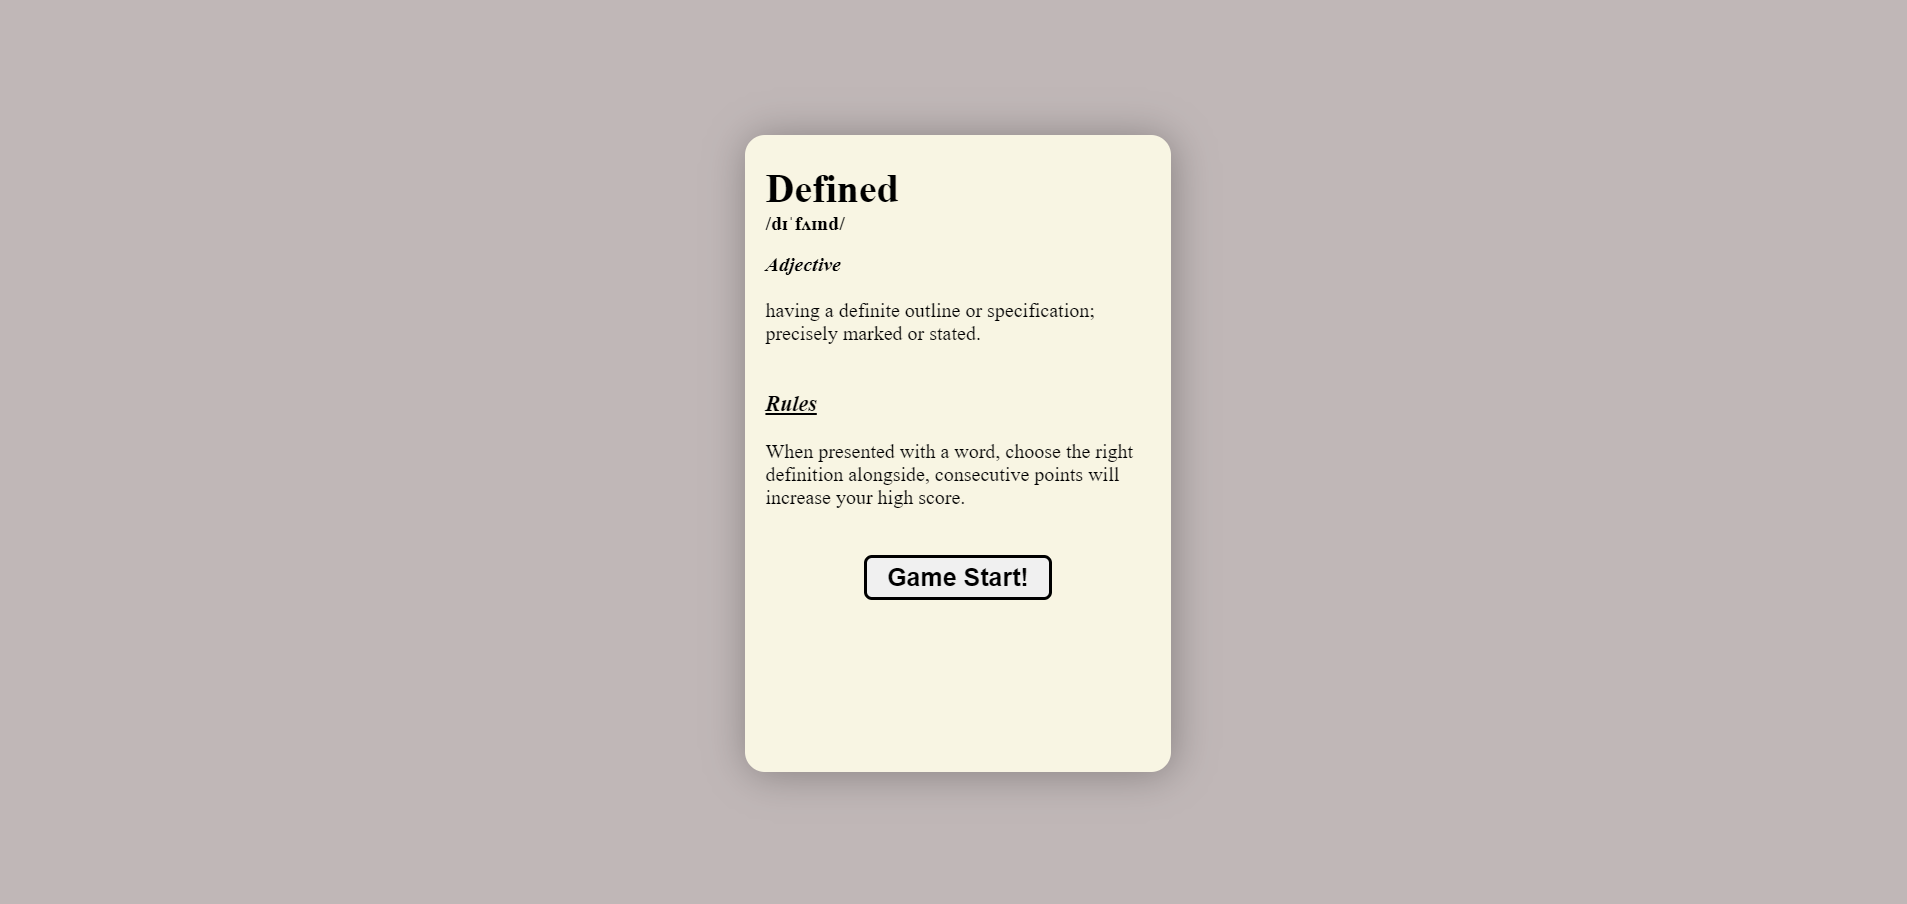 Defined
/dɪˈfʌɪnd/
Adjective
having a definite outline or specification;
precisely marked or stated.
Rules
When presented with a word, choose the right
definition alongside, consecutive points will
increase your high score.
Game Start!